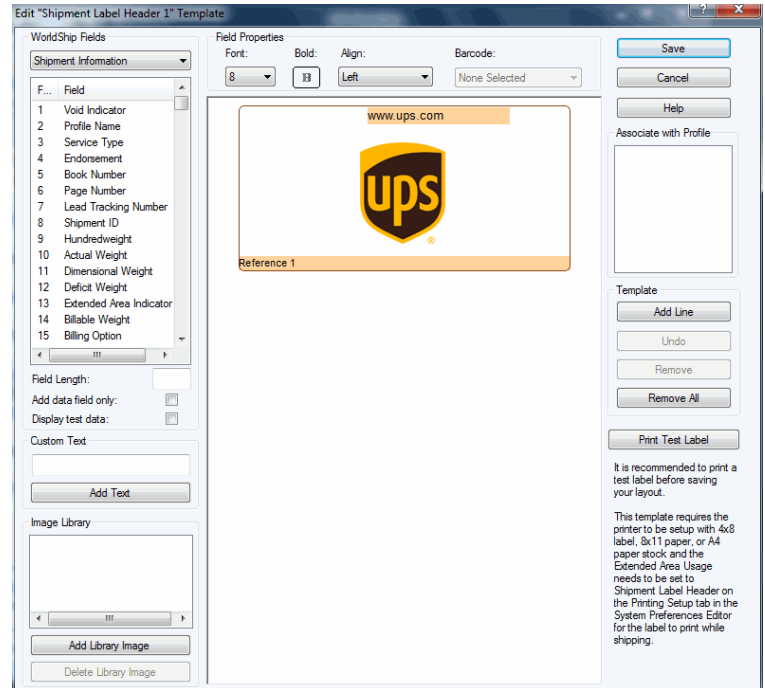 Edit "Shipment Label Header 1" Template
WorldShip Fields
Shipment Information
F... Field
1 Void Indicator
2 Profile Name
3 Service Type
4 Endorsement
5 Book Number
6 Page Number
7 Lead Tracking Number
8 Shipment ID
9 Hundredweight
10 Actual Weight
11 Dimensional Weight
12 Deficit Weight
13 Extended Area Indicator
14 Billable Weight
15 Billing Option
Field Length:
Add data field only:
Display test data:
Custom Text
Add Text
Image Library
Add Library Image
Delete Library Image
Field Properties
Font: Bold: Align: Barcode:
8 B Left None Selected
www.ups.com
ups
®
Reference 1
Save
Cancel
Help
Associate with Profile
Template
Add Line
Undo
Remove
Remove All
Print Test Label
It is recommended to print a
test label before saving
your layout.
This template requires the
printer to be setup with 4x8
label, 8x11 paper, or A4
paper stock and the
Extended Area Usage
needs to be set to
Shipment Label Header on
the Printing Setup tab in the
System Preferences Editor
for the label to print while
shipping.